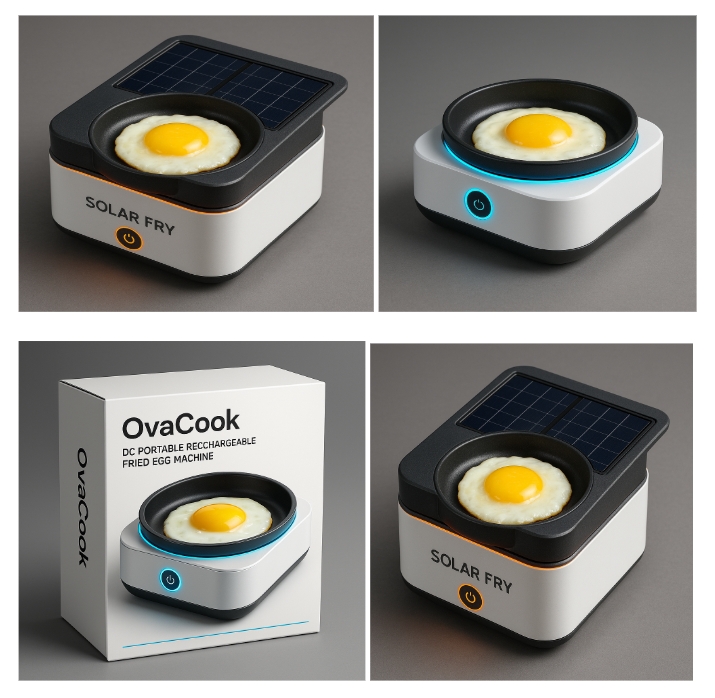 SOLAR FRY
OvaCook
DC PORTABLE RECCHARGEABLE
FRIED EGG MACHINE
OvaCook
SOLAR FRY